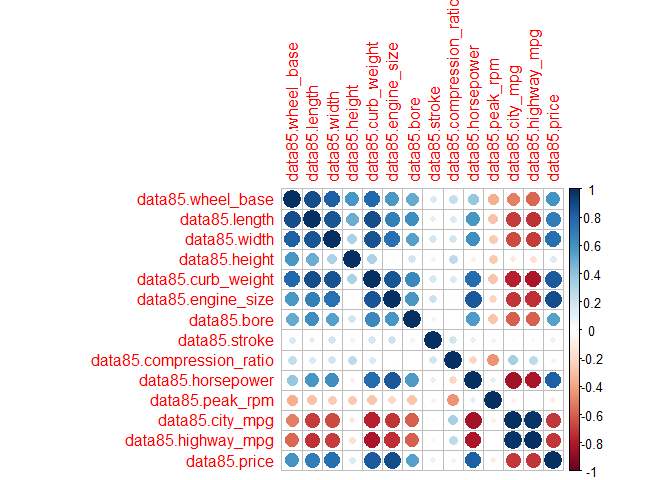 data85.wheel_base
data85.length
data85.width
data85.height
data85.curb_weight
data85.engine_size
data85.bore
data85.stroke
data85.compression_ratio
data85.horsepower
data85.peak_rpm
data85.city_mpg
data85.highway_mpg
data85.price
data85.wheel_base
data85.length
data85.width
data85.height
data85.curb_weight
data85.engine_size
data85.bore
data85.stroke
data85.compression_ratio
data85.horsepower
data85.peak_rpm
data85.city_mpg
data85.highway_mpg
data85.price
1
0.8
0.6
0.4
0.2
0
-0.2
-0.4
-0.6
-0.8
-1